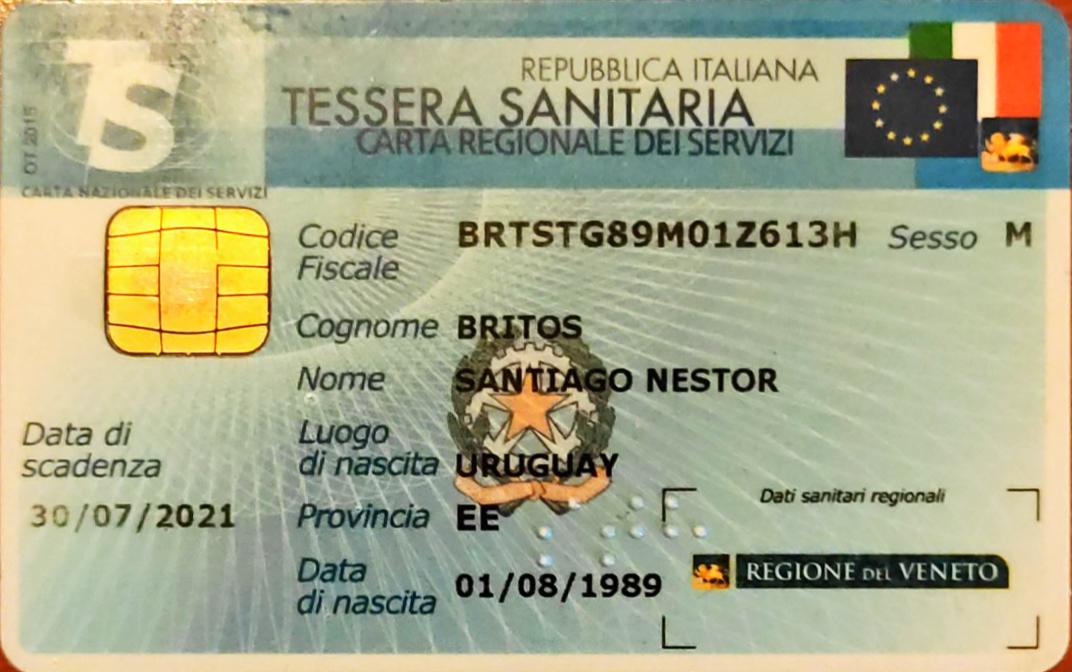 TS
OT 2015
CARTA NAZIONALE DEI SERVIZI
REPUBBLICA ITALIANA
TESSERA SANITARIA
CARTA REGIONALE DEI SERVIZI
Codice Fiscale BRTSTG89M01Z613H Sesso M
Cognome BRITOS
Nome SANTIAGO NESTOR
Luogo di nascita URUGUAY
Provincia EE
Data di nascita 01/08/1989
Data di scadenza
30/07/2021
Dati sanitari regionali
REGIONE DEL VENETO